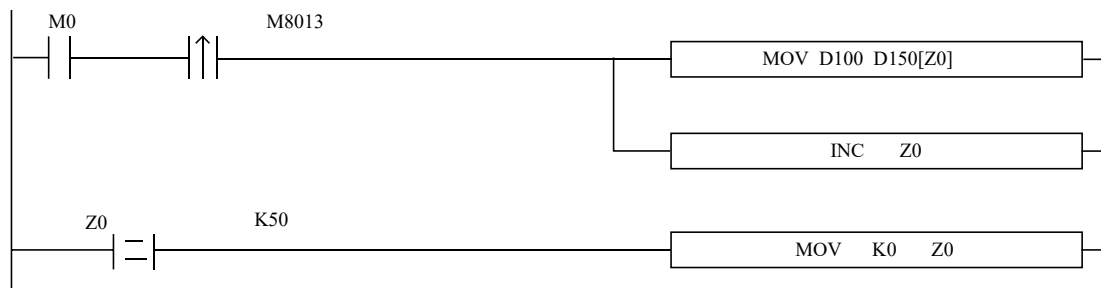 M0 M8013
MOV D100 D150[Z0]
INC Z0
Z0 K50
MOV K0 Z0